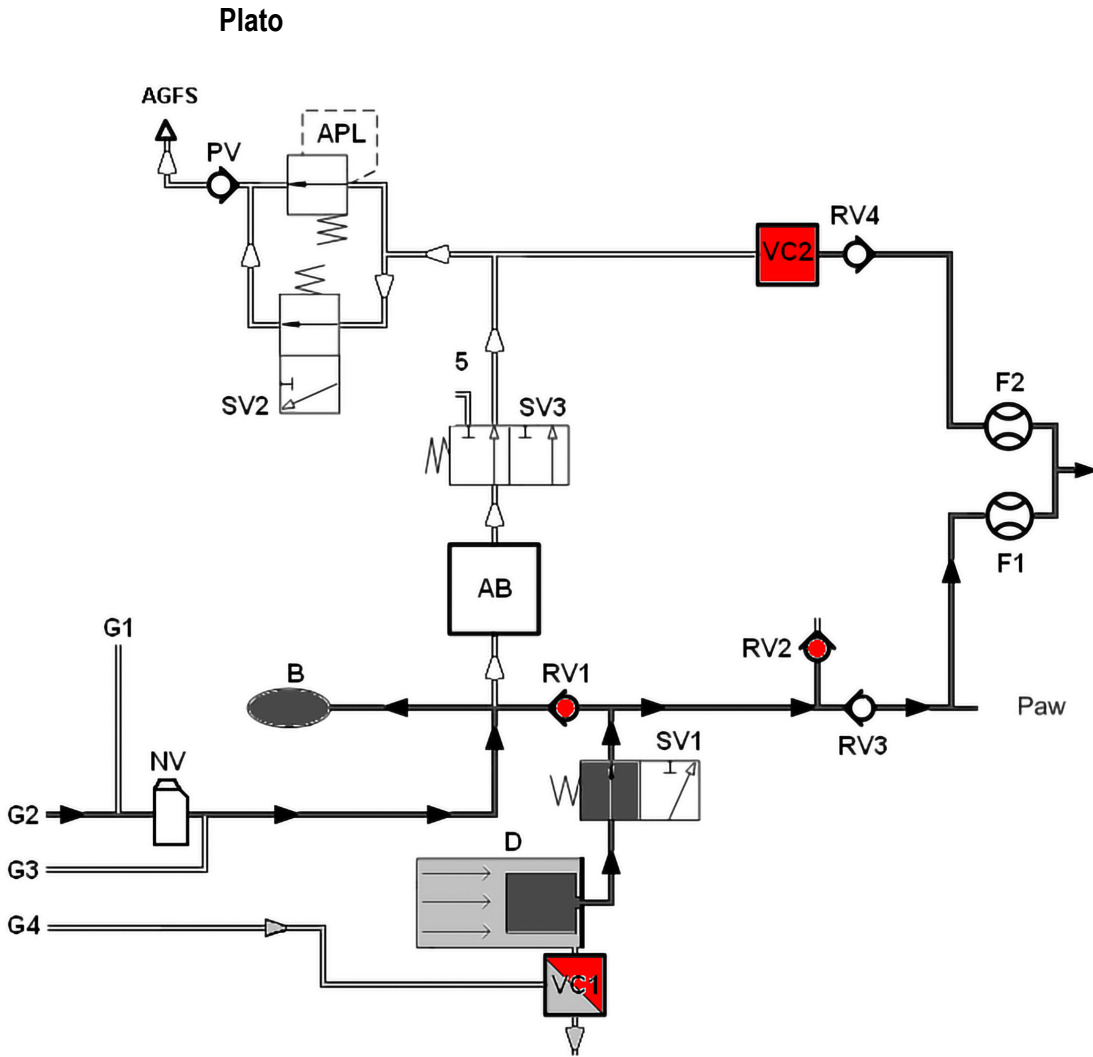 Plato
AGFS
PV
APL
RV4
VC2
5
SV2
SV3
F2
AB
F1
G1
RV2
B
RV1
Paw
NV
SV1
RV3
G2
D
G3
G4
VC1